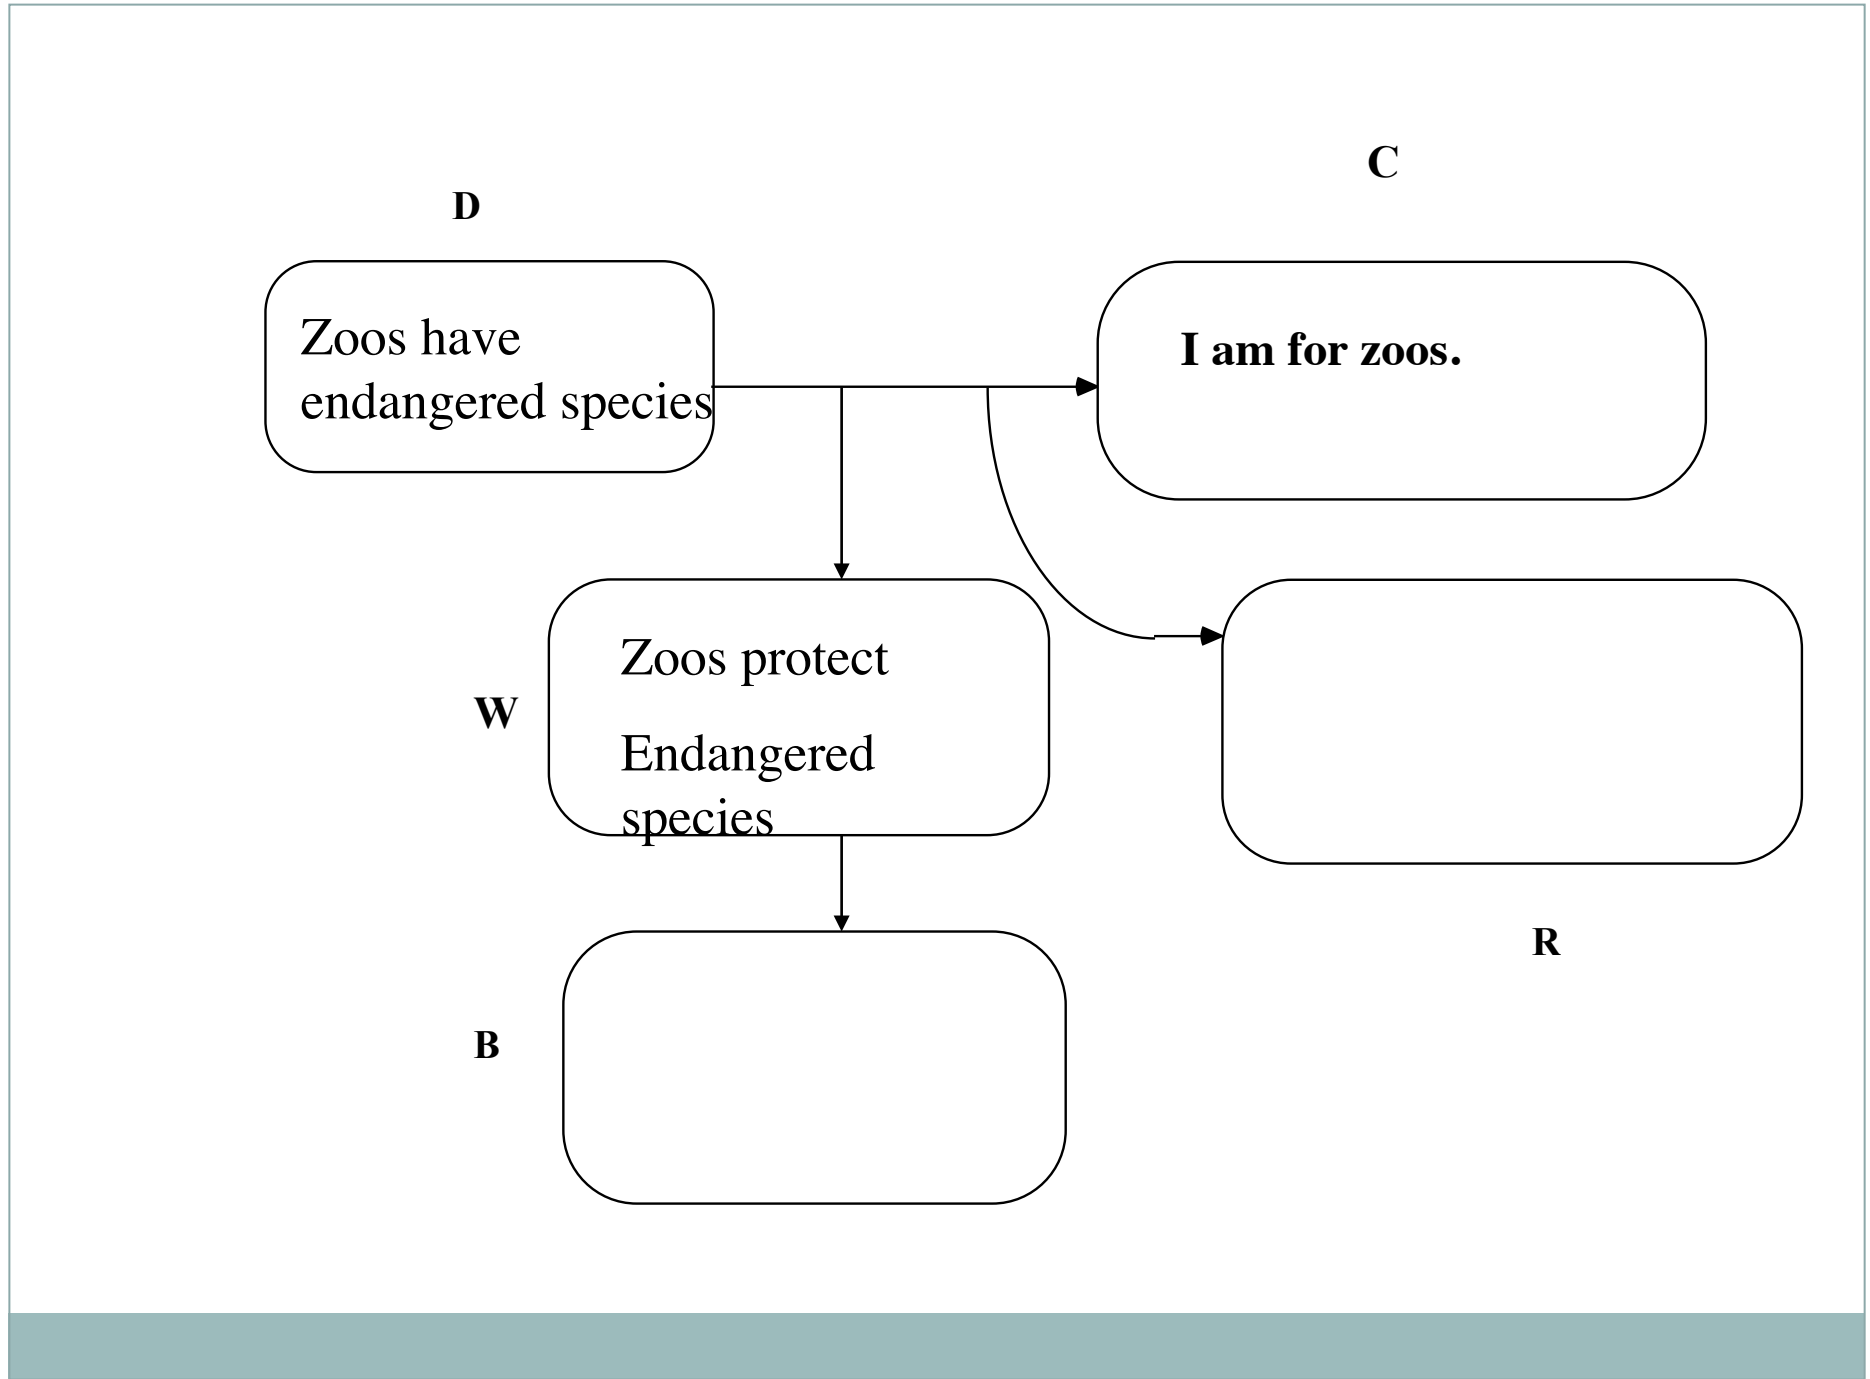 C
D
Zoos have
endangered species
I am for zoos.
Zoos protect
W
Endangered
species
R
B